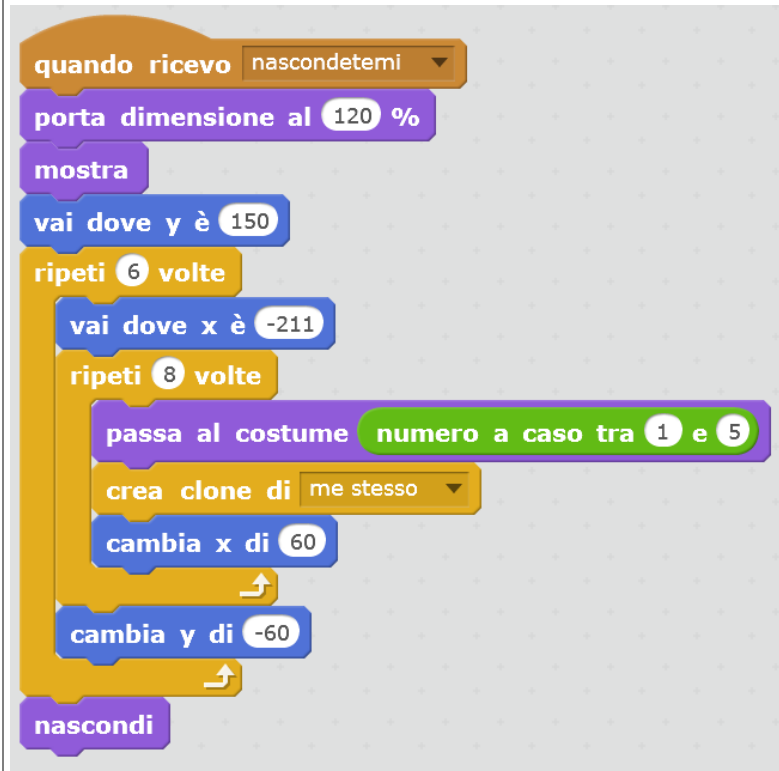 quando ricevo nascondetemi
porta dimensione al 120 %
mostra
vai dove y è 150
ripeti 6 volte
vai dove x è -211
ripeti 8 volte
passa al costume numero a caso tra 1 e 5
crea clone di me stesso
cambia x di 60
cambia y di -60
nascondi